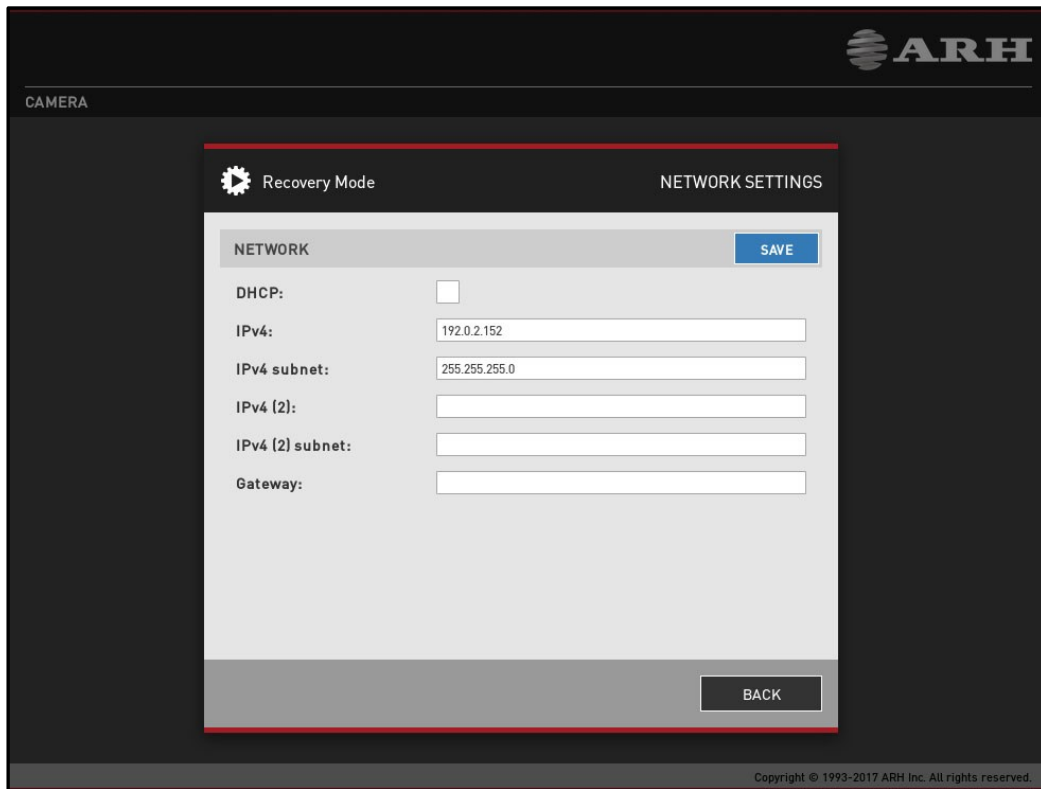 ARH
CAMERA
Recovery Mode NETWORK SETTINGS
NETWORK SAVE
DHCP:
IPv4: 192.0.2.152
IPv4 subnet: 255.255.255.0
IPv4 (2):
IPv4 (2) subnet:
Gateway:
BACK
Copyright © 1993-2017 ARH Inc. All rights reserved.